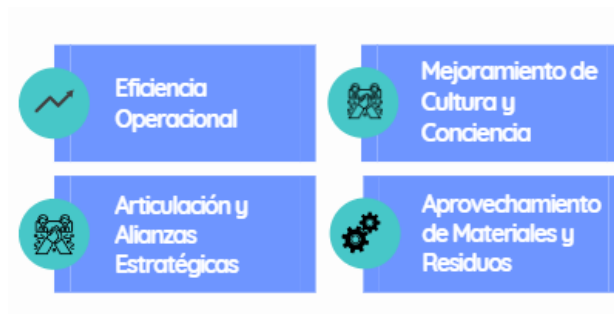 Eficiencia
Operacional
Mejoramiento de
Cultura y
Conciencia
Articulación y
Alianzas
Estratégicas
Aprovechamiento
de Materiales y
Residuos